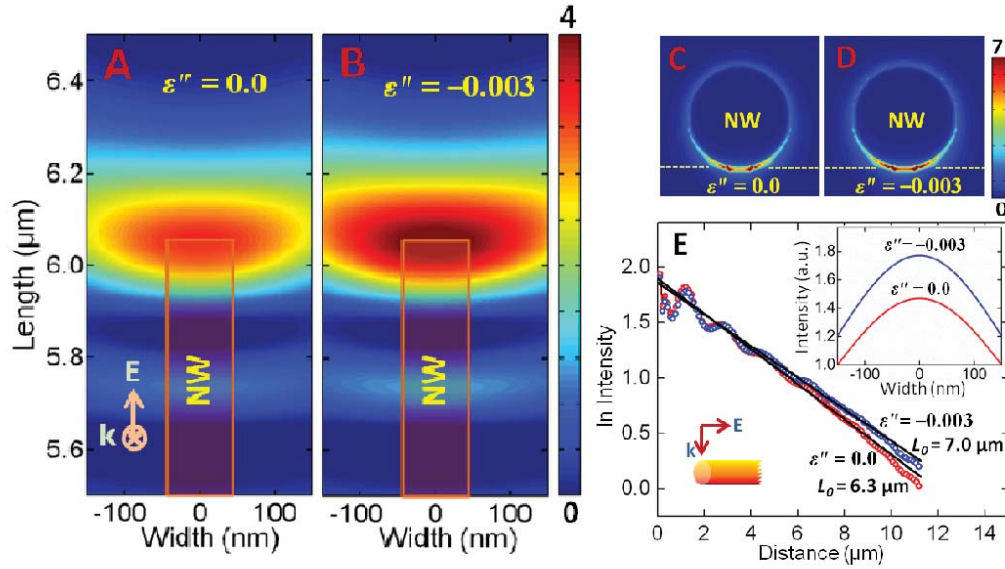 A
ε″ = 0.0
B
ε″ = −0.003
4
0
6.4
6.2
6.0
5.8
5.6
Length (μm)
E
k
NW
NW
-100
0
100
-100
0
100
Width (nm)
Width (nm)
C
NW
ε″ = 0.0
D
NW
ε″ = −0.003
7
0
E
2.0
1.5
1.0
0.5
0.0
ln Intensity
ε″= −0.003
ε″= 0.0
1.8
1.6
1.4
1.2
1.0
Intensity (a.u.)
-100
0
100
Width (nm)
k
E
ε″ = −0.003
L₀ = 7.0 μm
ε″ = 0.0
L₀ = 6.3 μm
0
2
4
6
8
10
12
14
Distance (μm)